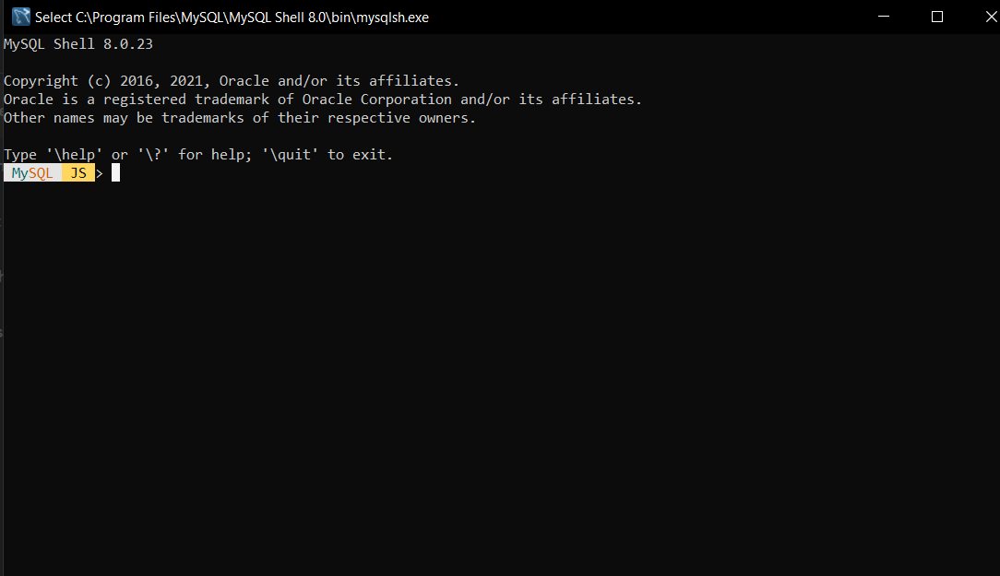 Select C:\Program Files\MySQL\MySQL Shell 8.0\bin\mysqlsh.exe
MySQL Shell 8.0.23
Copyright (c) 2016, 2021, Oracle and/or its affiliates.
Oracle is a registered trademark of Oracle Corporation and/or its affiliates.
Other names may be trademarks of their respective owners.
Type '\help' or '\?' for help; '\quit' to exit.
MySQL JS >